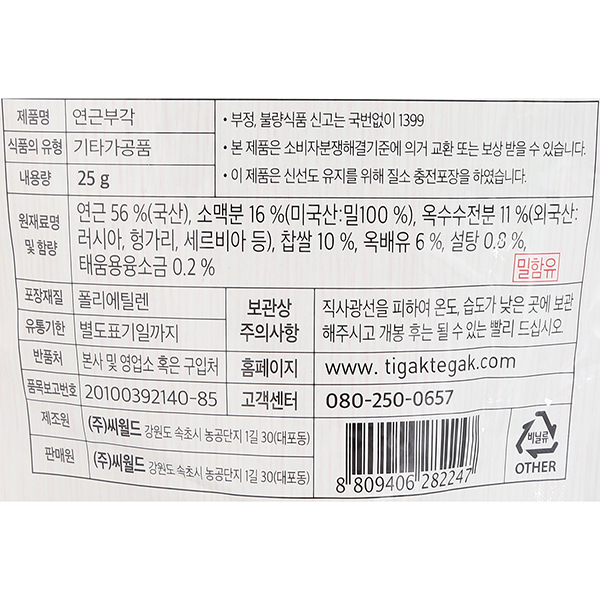 제품명 연근부각
식품의 유형 기타가공품
내용량 25 g
• 부정, 불량식품 신고는 국번없이 1399
• 본 제품은 소비자분쟁해결기준에 의거 교환 또는 보상 받을 수 있습니다.
• 이 제품은 신선도 유지를 위해 질소 충전포장을 하였습니다.
원재료명 및 함량
연근 56 %(국산), 소맥분 16 %(미국산:밀100 %), 옥수수전분 11 %(외국산:
러시아, 헝가리, 세르비아 등), 찹쌀 10 %, 옥배유 6 %, 설탕 0.8 %,
태움용융소금 0.2 %
밀함유
포장재질 폴리에틸렌
유통기한 별도표기일까지
보관상
주의사항
직사광선을 피하여 온도, 습도가 낮은 곳에 보관
해주시고 개봉 후는 될 수 있는 빨리 드십시오.
반품처 본사 및 영업소 혹은 구입처
홈페이지 www.tigaktegak.com
품목보고번호 20100392140-85
고객센터 080-250-0657
제조원 (주)씨월드 강원도 속초시 농공단지 1길 30(대포동)
판매원 (주)씨월드 강원도 속초시 농공단지 1길 30(대포동)
8 809406 282247
비닐류
OTHER